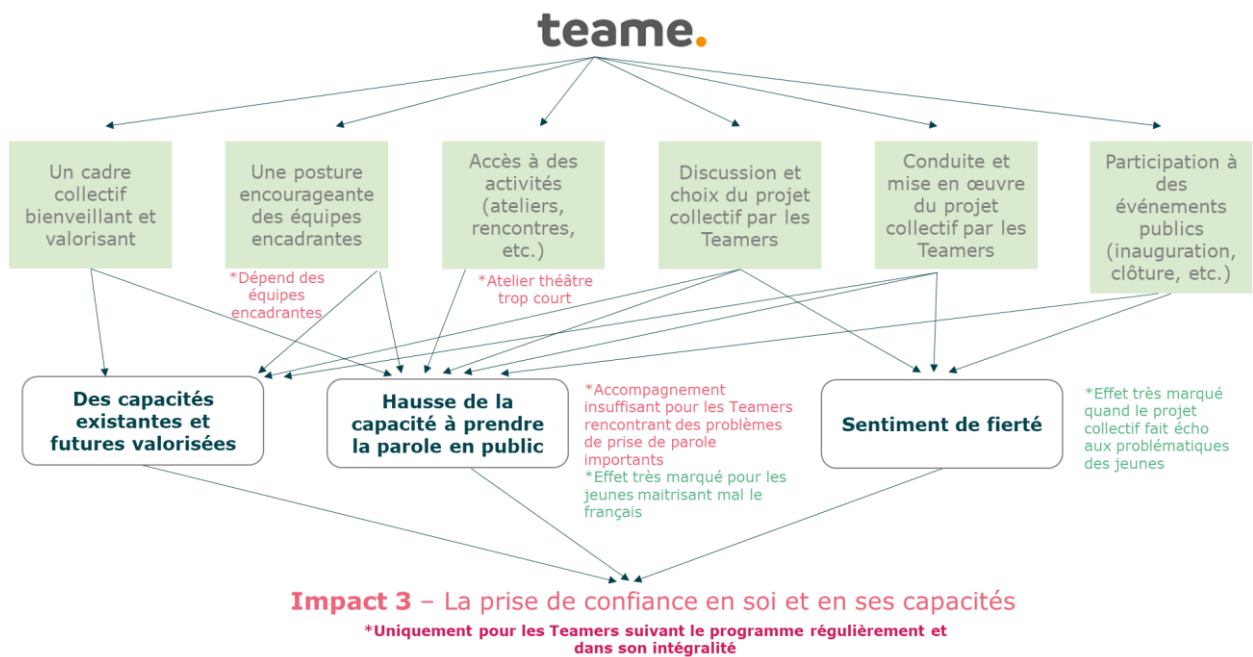 teame.
Un cadre
collectif
bienveillant et
valorisant
Une posture
encourageante
des équipes
encadrantes
Accès à des
activités
(ateliers,
rencontres,
etc.)
Discussion et
choix du projet
collectif par les
Teamers
Conduite et
mise en œuvre
du projet
collectif par les
Teamers
Participation à
des
événements
publics
(inauguration,
clôture, etc.)
*Dépend des
équipes
encadrantes
*Atelier théâtre
trop court
Des capacités
existantes et
futures valorisées
Hausse de la
capacité à prendre
la parole en public
*Accompagnement
insuffisant pour les Teamers
rencontrant des problèmes
de prise de parole
importants
*Effet très marqué pour les
jeunes maitrisant mal le
français
Sentiment de fierté
*Effet très marqué
quand le projet
collectif fait écho
aux problématiques
des jeunes
Impact 3 – La prise de confiance en soi et en ses capacités
*Uniquement pour les Teamers suivant le programme régulièrement et
dans son intégralité